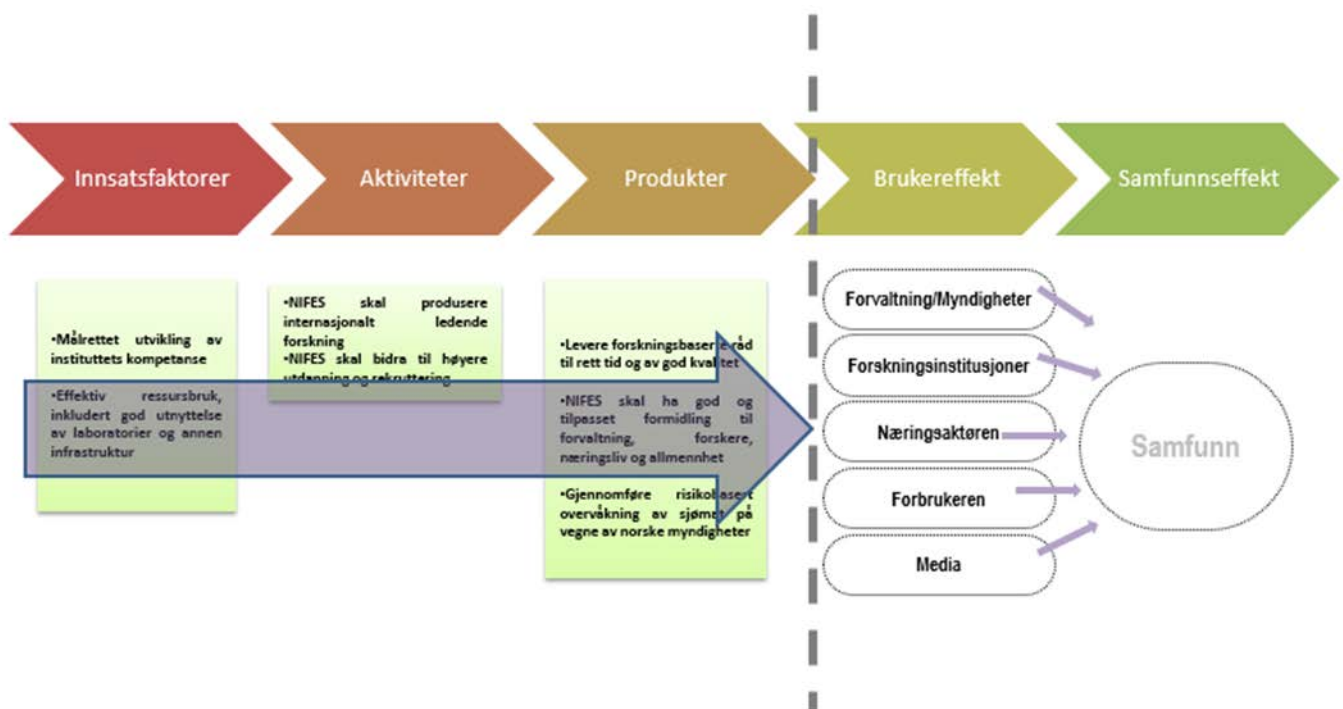 Innsatsfaktorer
Aktiviteter
Produkter
Brukereffekt
Samfunnseffekt
•Målrettet utvikling av
instituttets kompetanse
•Effektiv ressursbruk,
inkludert god utnyttelse
av laboratorier og annen
infrastruktur
•NIFES skal produsere
internasjonalt ledende
forskning
•NIFES skal bidra til høyere
utdanning og rekruttering
•Levere forskningsbaserte råd
til rett tid og av god kvalitet
•NIFES skal ha god og
tilpasset formidling til
forvaltning, forskere,
næringsliv og allmennhet
•Gjennomføre risikobasert
overvåkning av sjømat på
vegne av norske myndigheter
Forvaltning/Myndigheter
Forskningsinstitusjoner
Næringsaktøren
Forbrukeren
Media
Samfunn